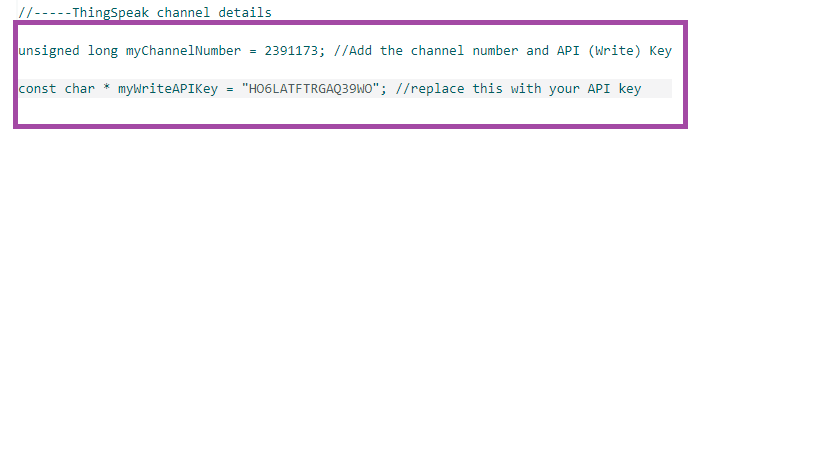 //-----ThingSpeak channel details
unsigned long myChannelNumber = 2391173; //Add the channel number and API (Write) Key
const char * myWriteAPIKey = "HO6LATFTRGAQ39WO"; //replace this with your API key